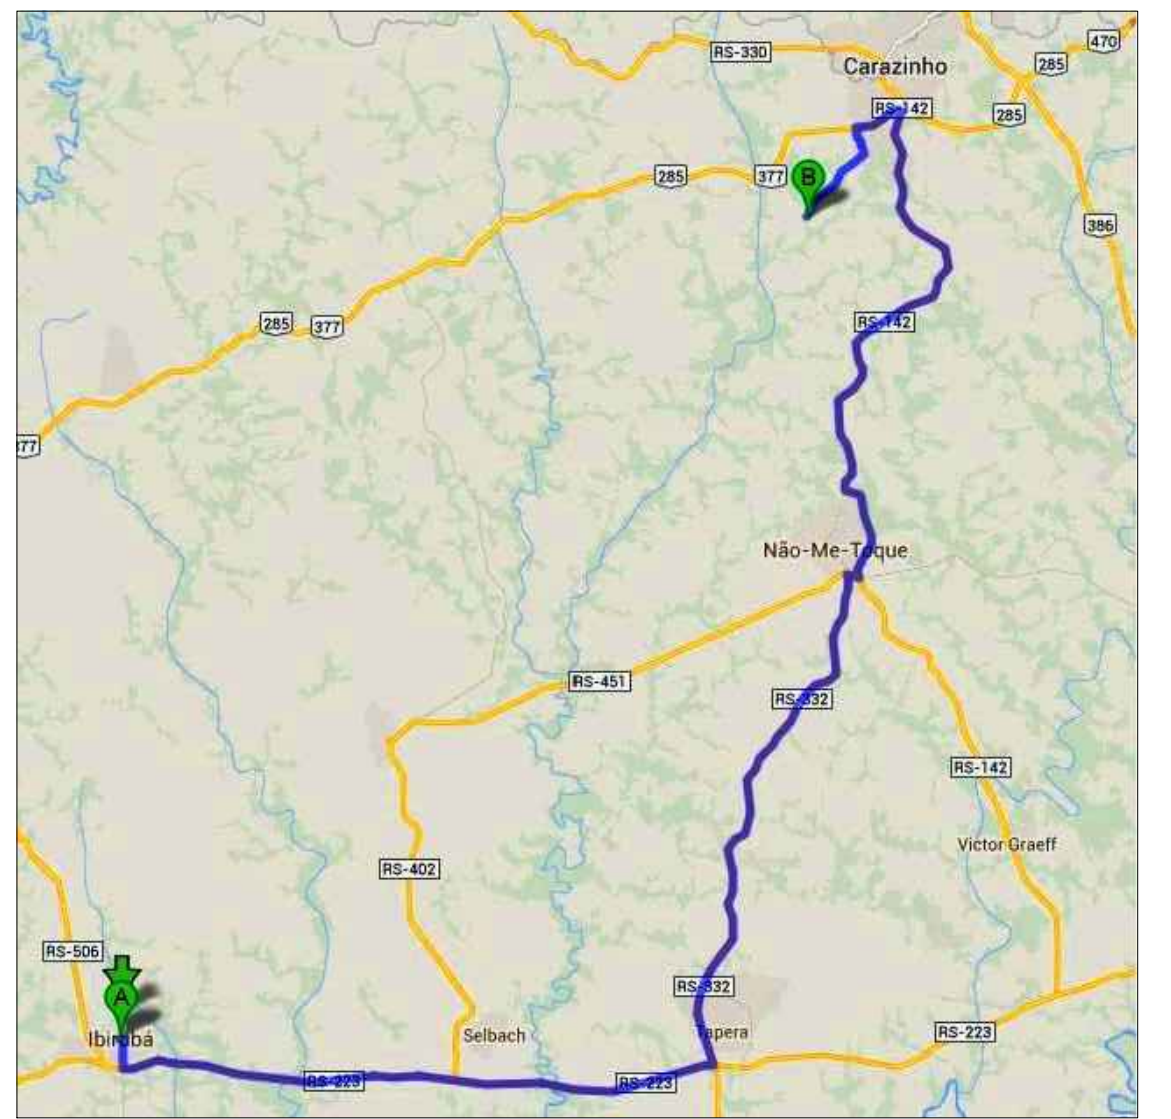 470
RS-330
285
Carazinho
RS-142
285
285
377
B
386
285
377
RS-142
377
Não-Me-Toque
RS-451
RS-332
RS-142
Victor Graeff
RS-402
RS-506
RS-332
A
Ibirubá
Selbach
Tapera
RS-223
RS-223
RS-223